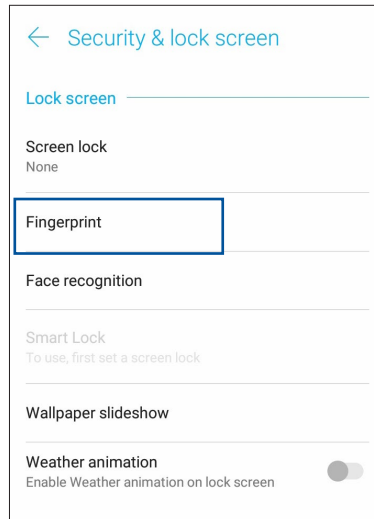 Security & lock screen
Lock screen
Screen lock
None
Fingerprint
Face recognition
Smart Lock
To use, first set a screen lock
Wallpaper slideshow
Weather animation
Enable Weather animation on lock screen